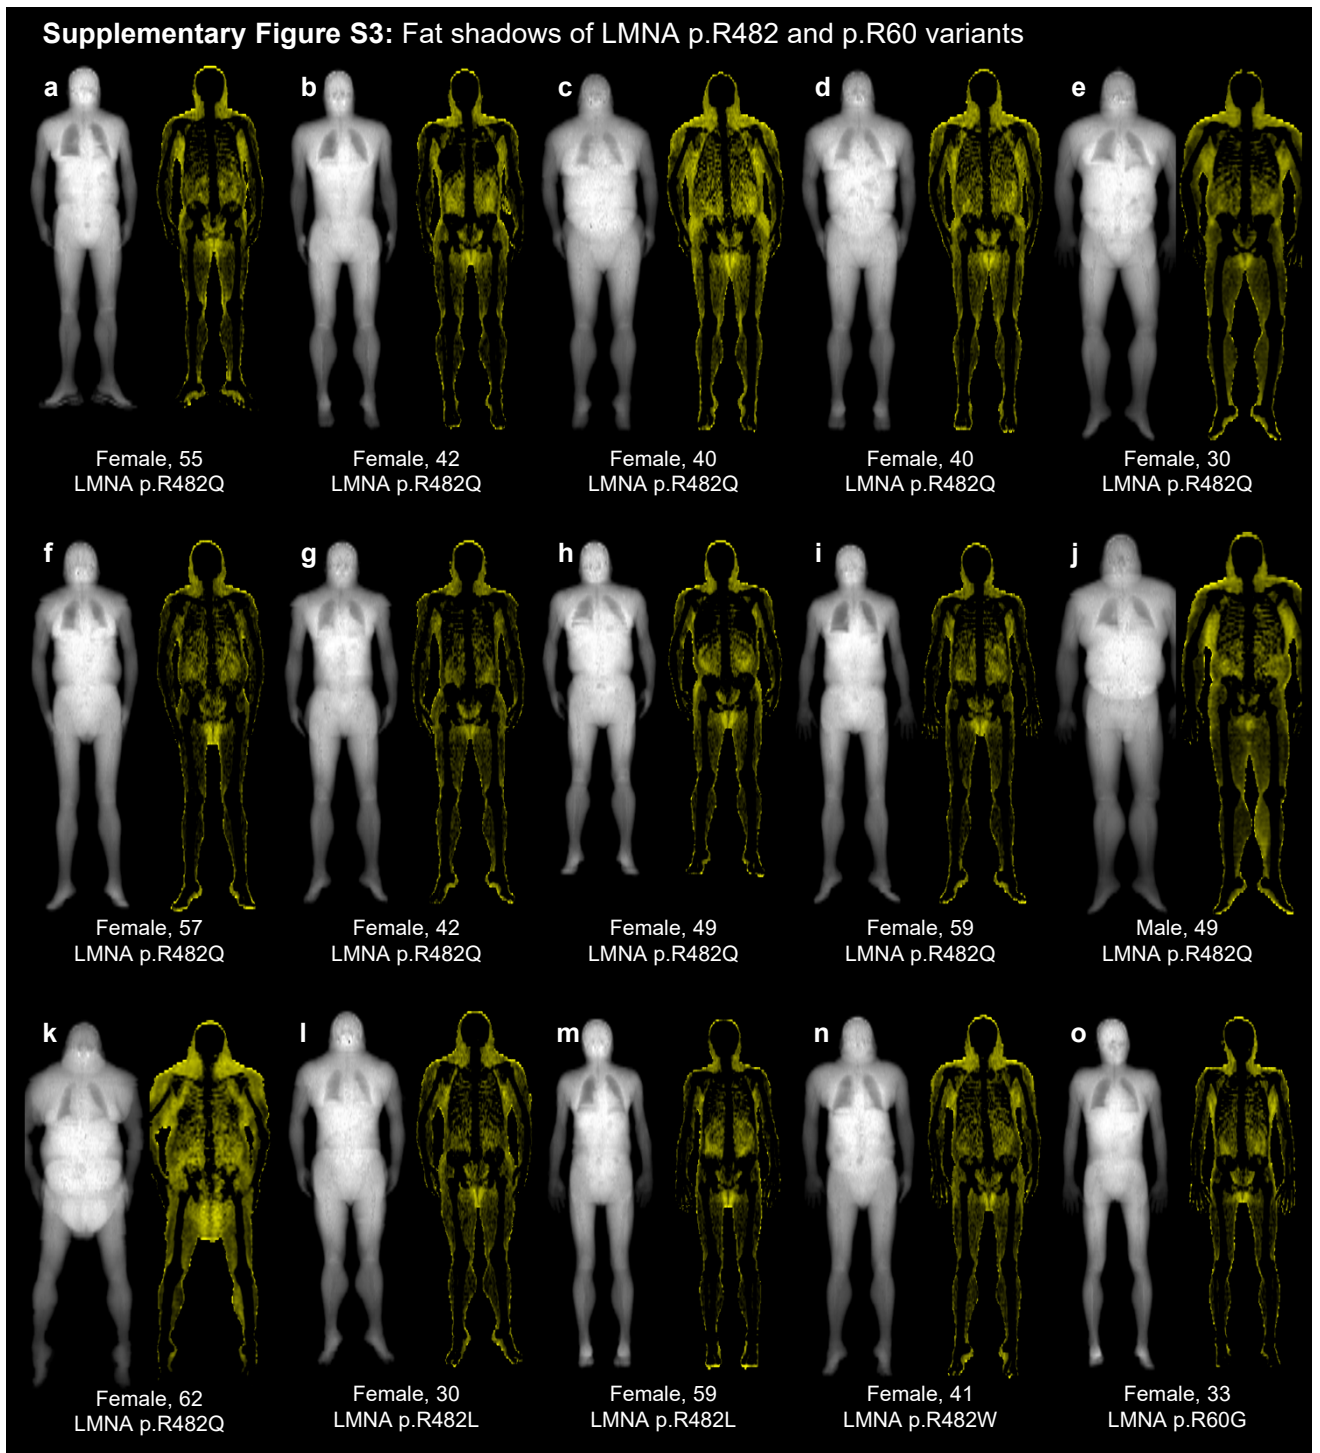 Supplementary Figure S3: Fat shadows of LMNA p.R482 and p.R60 variants
a b c d e
Female, 55 Female, 42 Female, 40 Female, 40 Female, 30
LMNA p.R482Q LMNA p.R482Q LMNA p.R482Q LMNA p.R482Q LMNA p.R482Q
f g h i j
Female, 57 Female, 42 Female, 49 Female, 59 Male, 49
LMNA p.R482Q LMNA p.R482Q LMNA p.R482Q LMNA p.R482Q LMNA p.R482Q
k l m n o
Female, 62 Female, 30 Female, 59 Female, 41 Female, 33
LMNA p.R482Q LMNA p.R482L LMNA p.R482L LMNA p.R482W LMNA p.R60G